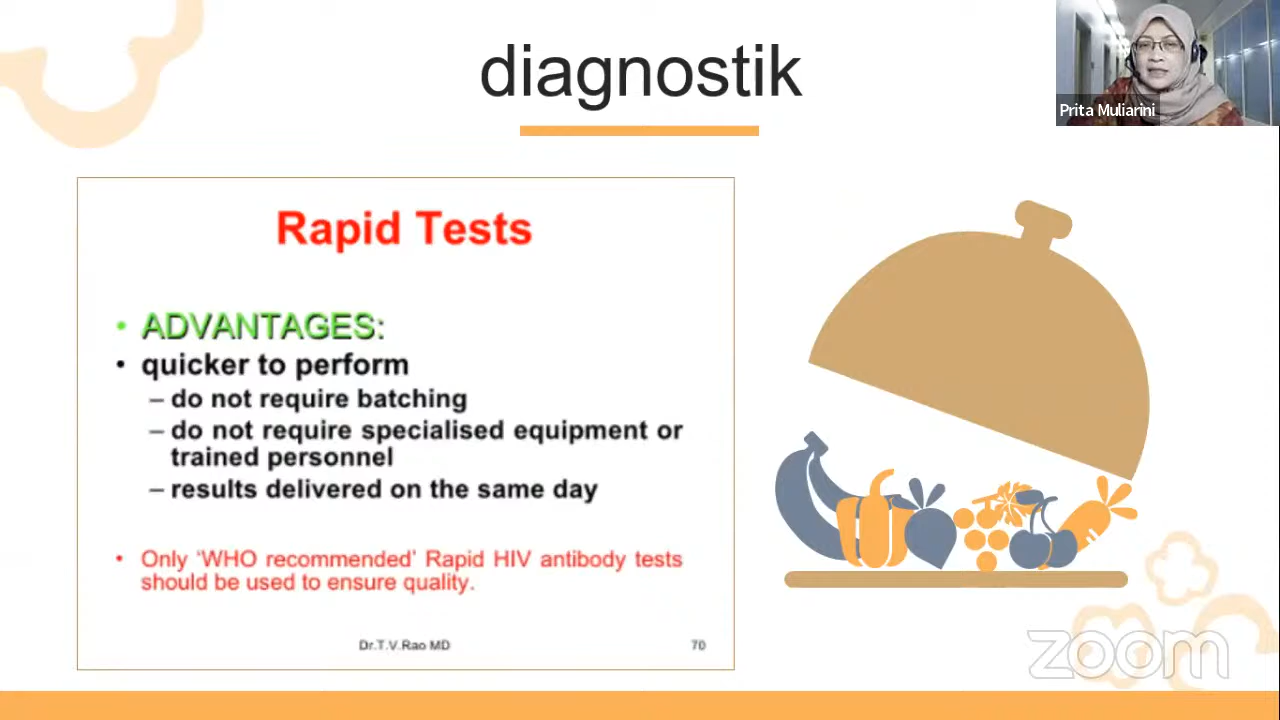 diagnostik
Prita Muliarini
Rapid Tests
• ADVANTAGES:
• quicker to perform
– do not require batching
– do not require specialised equipment or
trained personnel
– results delivered on the same day
• Only ‘WHO recommended’ Rapid HIV antibody tests
should be used to ensure quality.
Dr.T.V.Rao MD
70
zoom